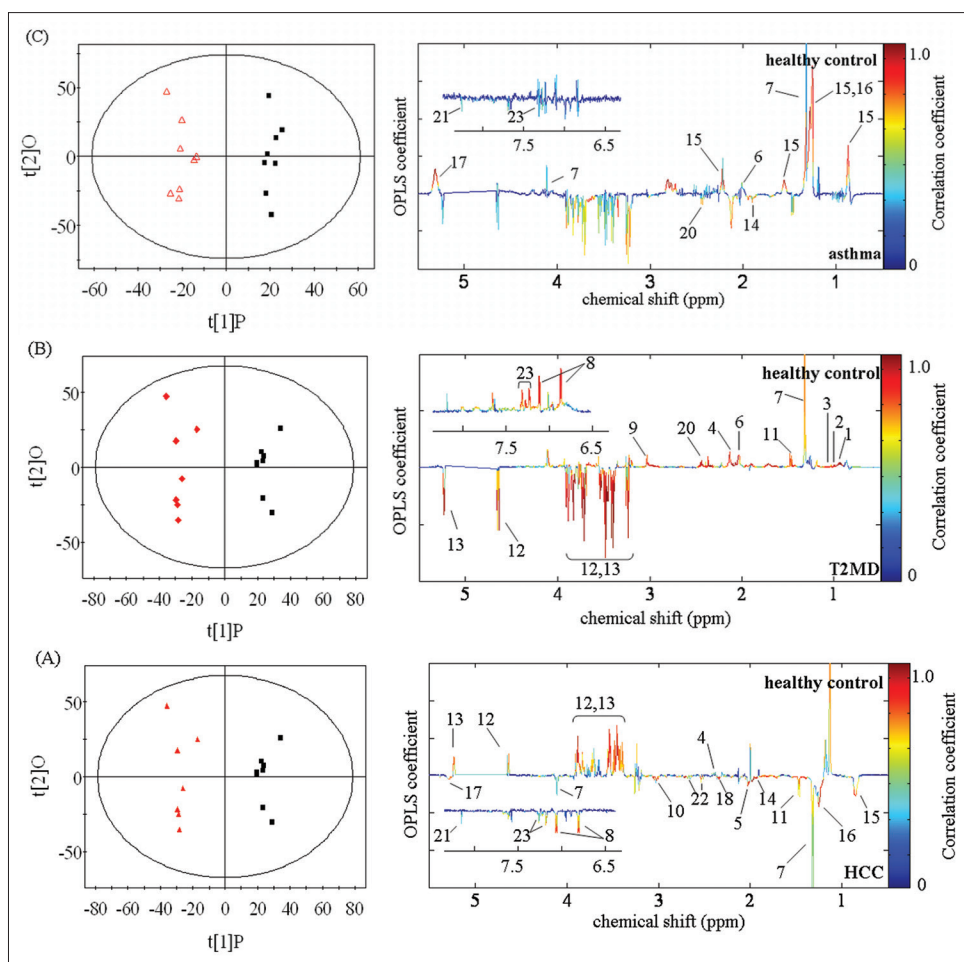 (C)
50
0
-50
t[2]O
-60 -40 -20 0 20 40 60
t[1]P
OPLS coefficient
healthy control
7
15,16
15
21
23
7.5 6.5
17
7
15
6
15
20
14
asthma
5 4 3 2 1
chemical shift (ppm)
1.0
0
Correlation coefficient
(B)
50
0
-50
t[2]O
-80 -60 -40 -20 0 20 40 60 80
t[1]P
OPLS coefficient
healthy control
23
8
7.5 6.5
7
9
20
4
6
11
3
2
1
13
12
12,13
T2MD
5 4 3 2 1
chemical shift (ppm)
1.0
0
Correlation coefficient
(A)
50
0
-50
t[2]O
-80 -60 -40 -20 0 20 40 60 80
t[1]P
OPLS coefficient
healthy control
12,13
13
12
4
17
7
10
22
18
5
14
11
16
15
21
23
8
7.5 6.5
7
HCC
5 4 3 2 1
chemical shift (ppm)
1.0
0
Correlation coefficient